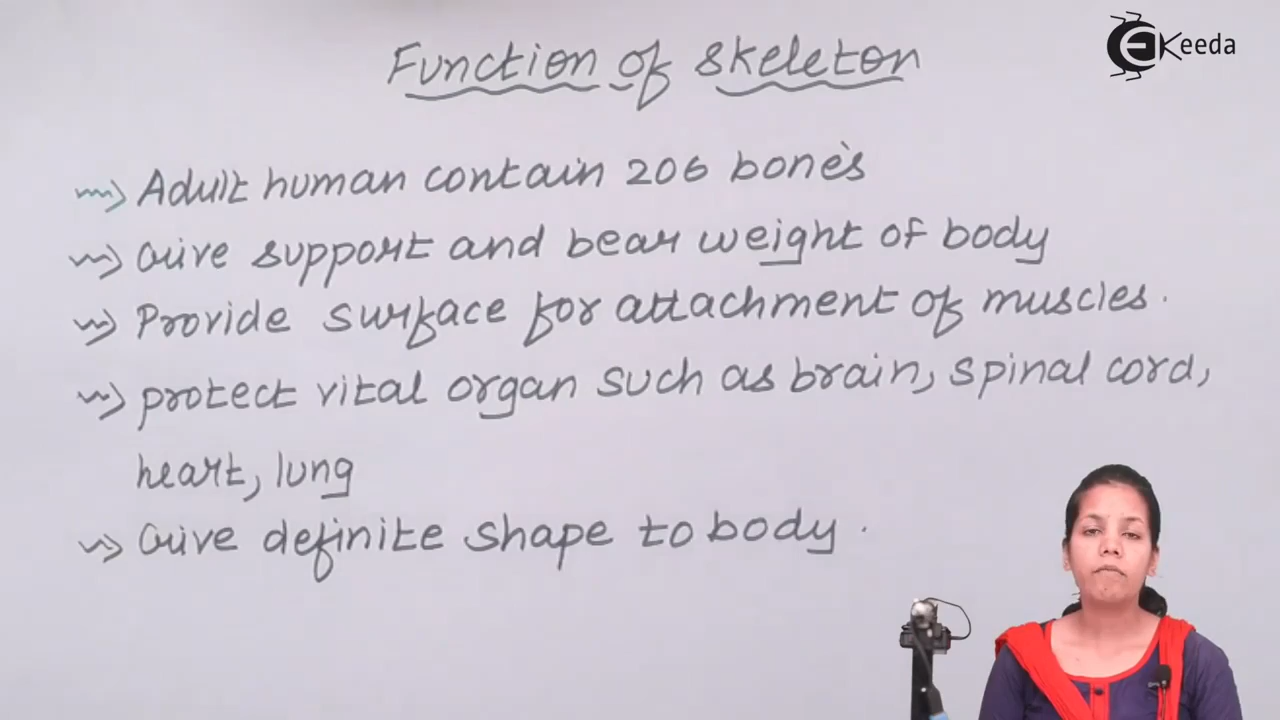 EKeeda
Function of skeleton
Adult human contain 206 bone's
Give support and bear weight of body
Provide surface for attachment of muscles.
protect vital organ such as brain, spinal cord,
heart, lung
Give definite shape to body.